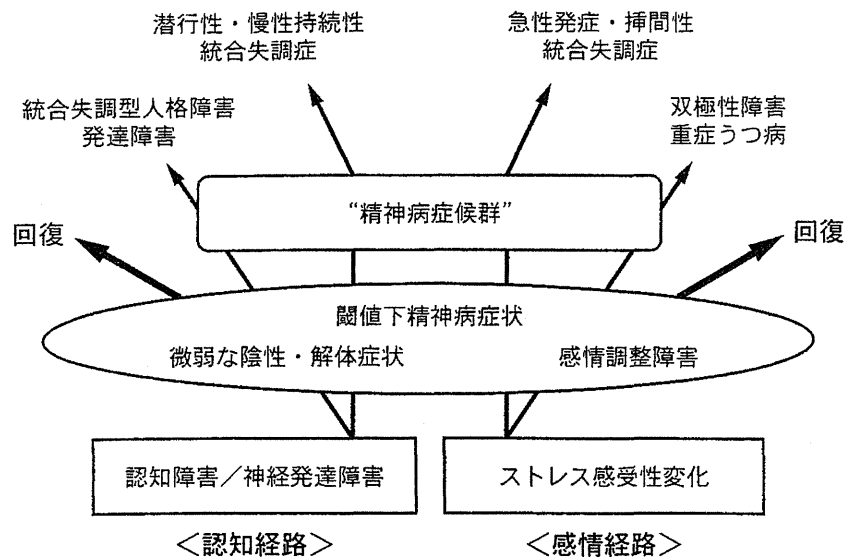 潜行性・慢性持続性
統合失調症
急性発症・挿間性
統合失調症
統合失調型人格障害
発達障害
双極性障害
重症うつ病
“精神病症候群”
回復
回復
閾値下精神病症状
微弱な陰性・解体症状
感情調整障害
認知障害／神経発達障害
ストレス感受性変化
＜認知経路＞
＜感情経路＞